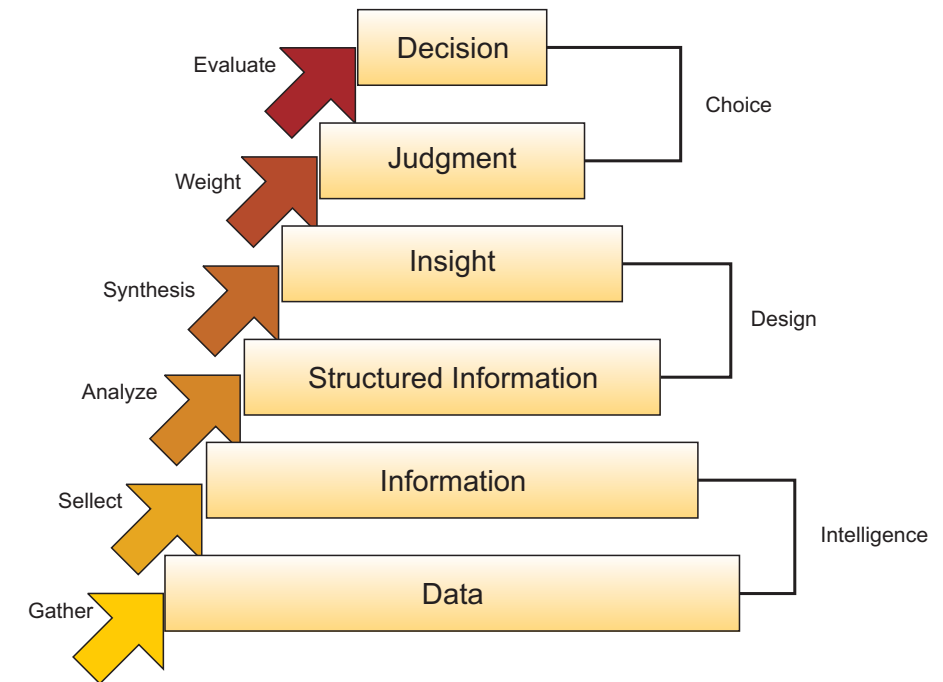 Decision
Evaluate
Choice
Judgment
Weight
Insight
Synthesis
Design
Structured Information
Analyze
Information
Sellect
Intelligence
Data
Gather